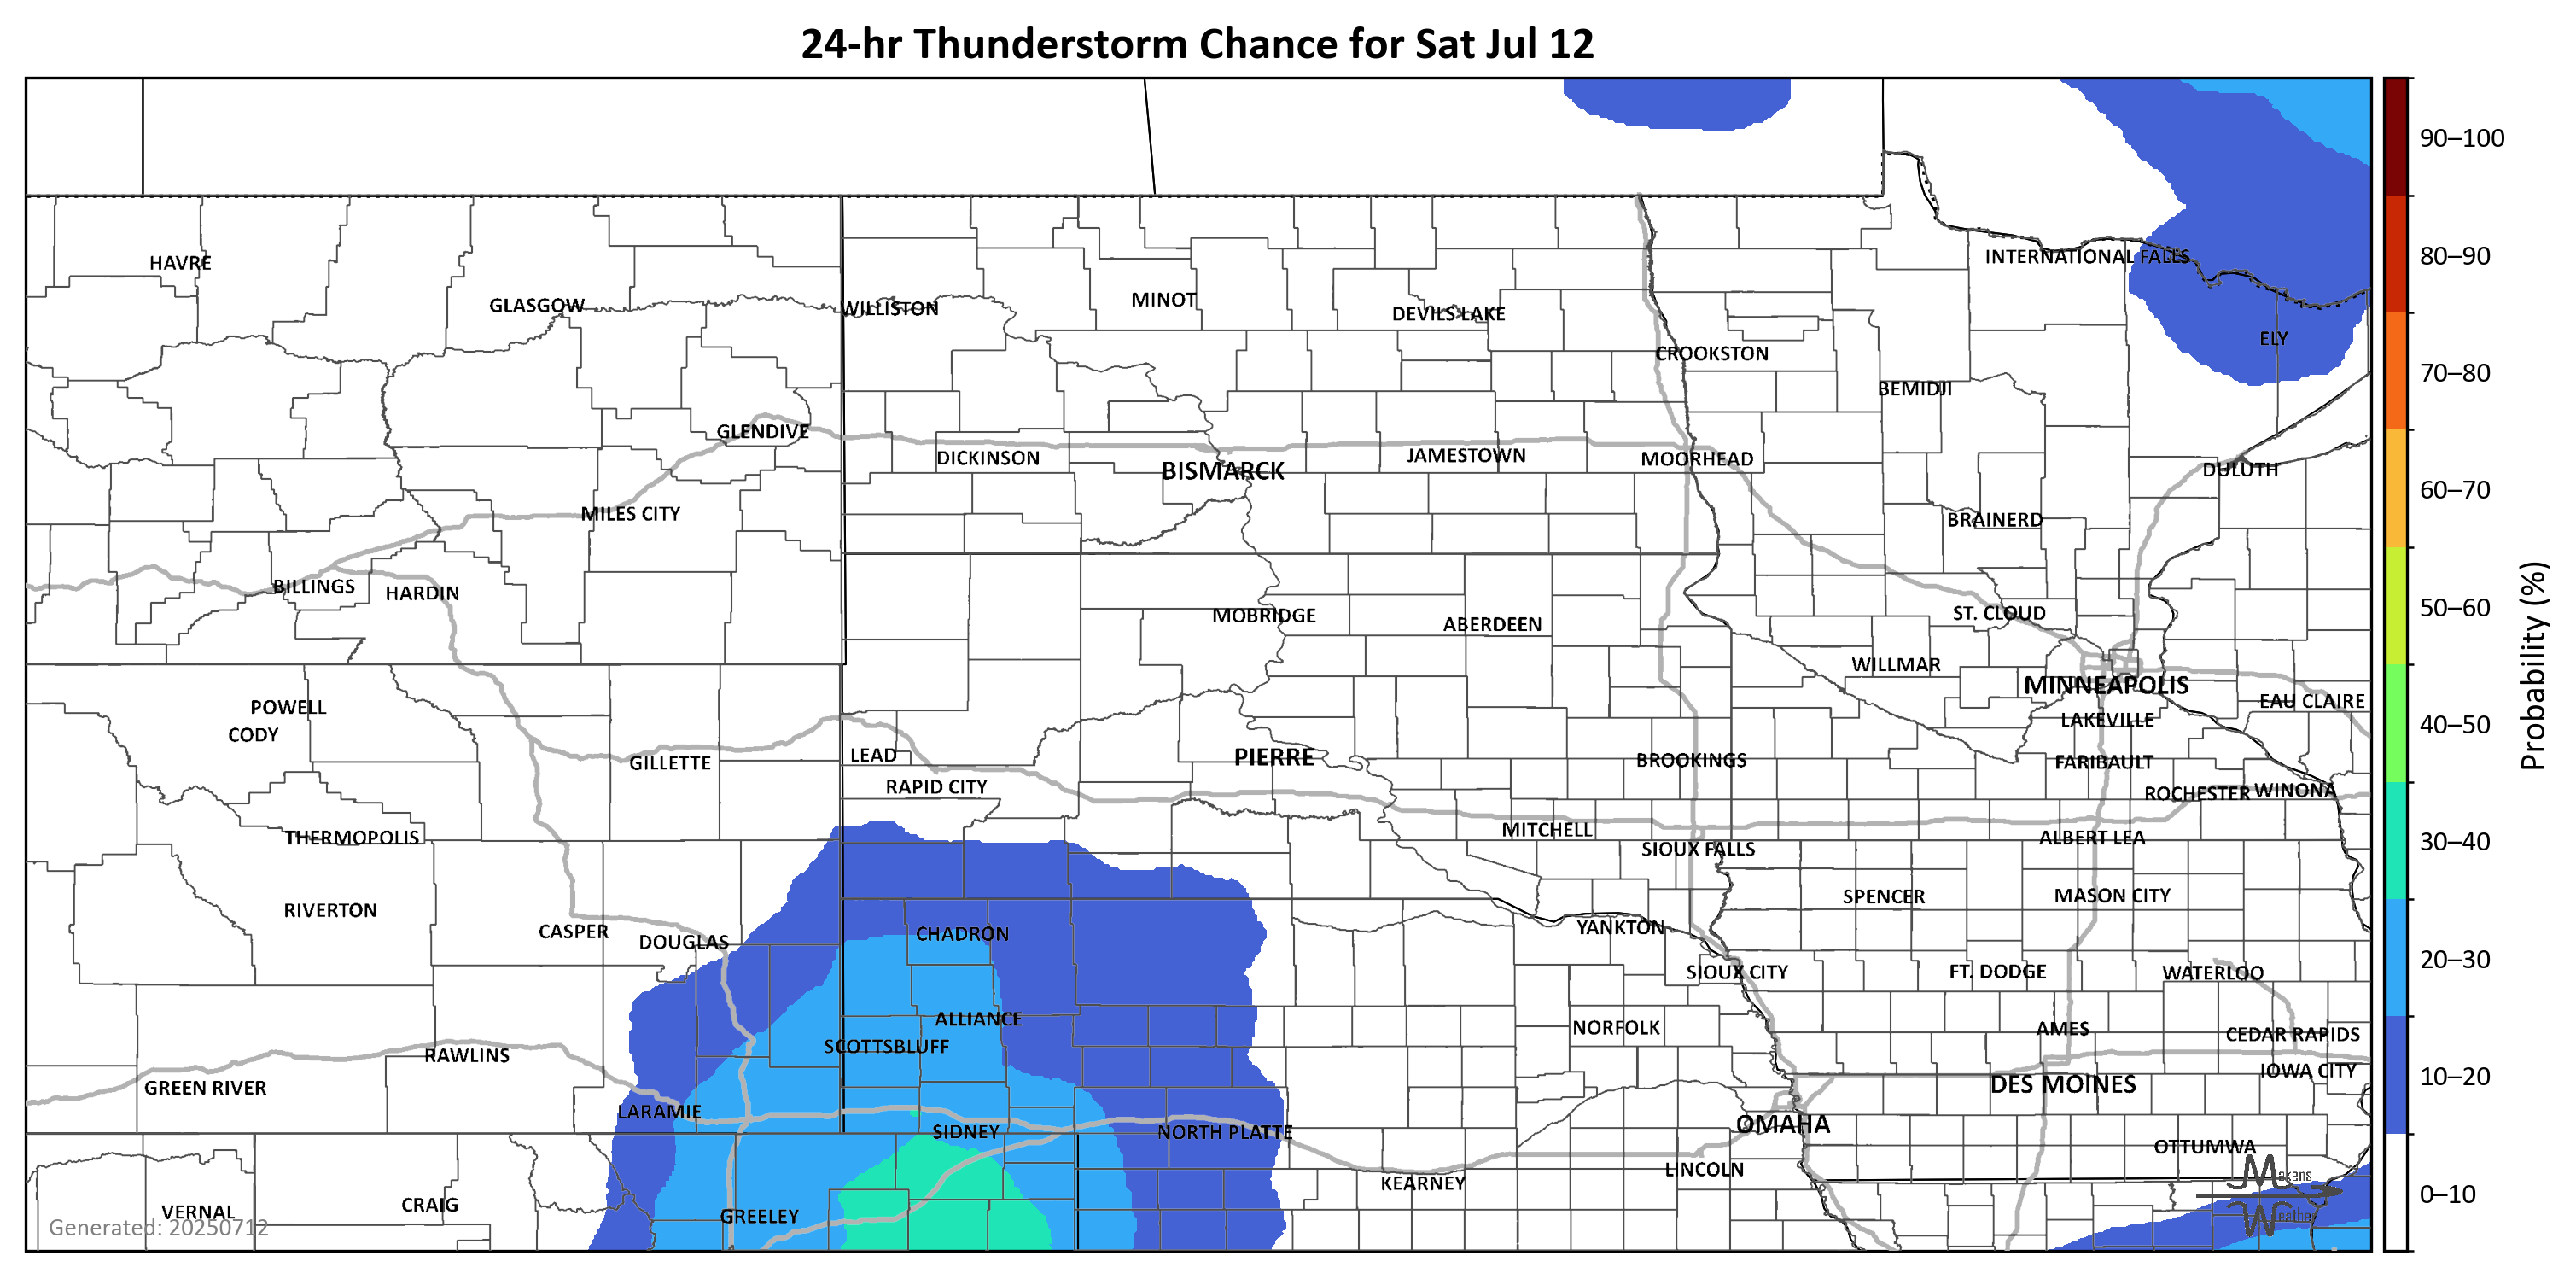 24-hr Thunderstorm Chance for Sat Jul 12
90–100
80–90
70–80
60–70
50–60
40–50
30–40
20–30
10–20
0–10
Probability (%)
INTERNATIONAL FALLS
HAVRE
GLASGOW
WILLISTON
MINOT
DEVILS LAKE
ELY
CROOKSTON
BEMIDJI
GLENDIVE
DICKINSON
BISMARCK
JAMESTOWN
MOORHEAD
DULUTH
MILES CITY
BRAINERD
BILLINGS
HARDIN
MOBRIDGE
ABERDEEN
ST. CLOUD
WILLMAR
MINNEAPOLIS
POWELL
EAU CLAIRE
CODY
LAKEVILLE
GILLETTE
LEAD
PIERRE
BROOKINGS
FARIBAULT
RAPID CITY
ROCHESTER
WINONA
THERMOPOLIS
MITCHELL
ALBERT LEA
SIOUX FALLS
RIVERTON
SPENCER
MASON CITY
CASPER
DOUGLAS
CHADRON
YANKTON
SIOUX CITY
FT. DODGE
WATERLOO
ALLIANCE
NORFOLK
AMES
CEDAR RAPIDS
RAWLINS
SCOTTSBLUFF
GREEN RIVER
DES MOINES
IOWA CITY
LARAMIE
SIDNEY
NORTH PLATTE
OMAHA
OTTUMWA
LINCOLN
KEARNEY
VERNAL
CRAIG
GREELEY
Makens
Weather
Generated: 20250712